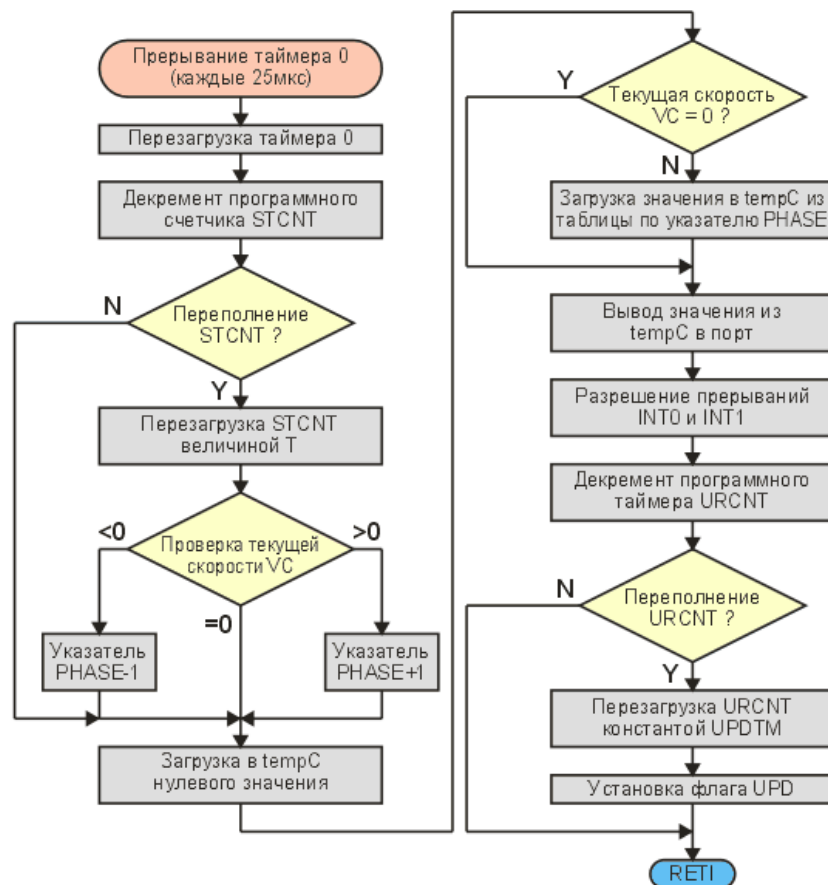 Прерывание таймера 0
(каждые 25мкс)
Перезагрузка таймера 0
Декремент программного
счетчика STCNT
N
Переполнение
STCNT ?
Y
Перезагрузка STCNT
величиной T
<0
>0
Проверка текущей
скорости VC
=0
Указатель
PHASE-1
Указатель
PHASE+1
Загрузка в tempC
нулевого значения
Y
Текущая скорость
VC = 0 ?
N
Загрузка значения в tempC из
таблицы по указателю PHASE
Вывод значения из
tempC в порт
Разрешение прерываний
INT0 и INT1
Декремент программного
таймера URCNT
N
Переполнение
URCNT ?
Y
Перезагрузка URCNT
константой UPDTM
Установка флага UPD
RETI